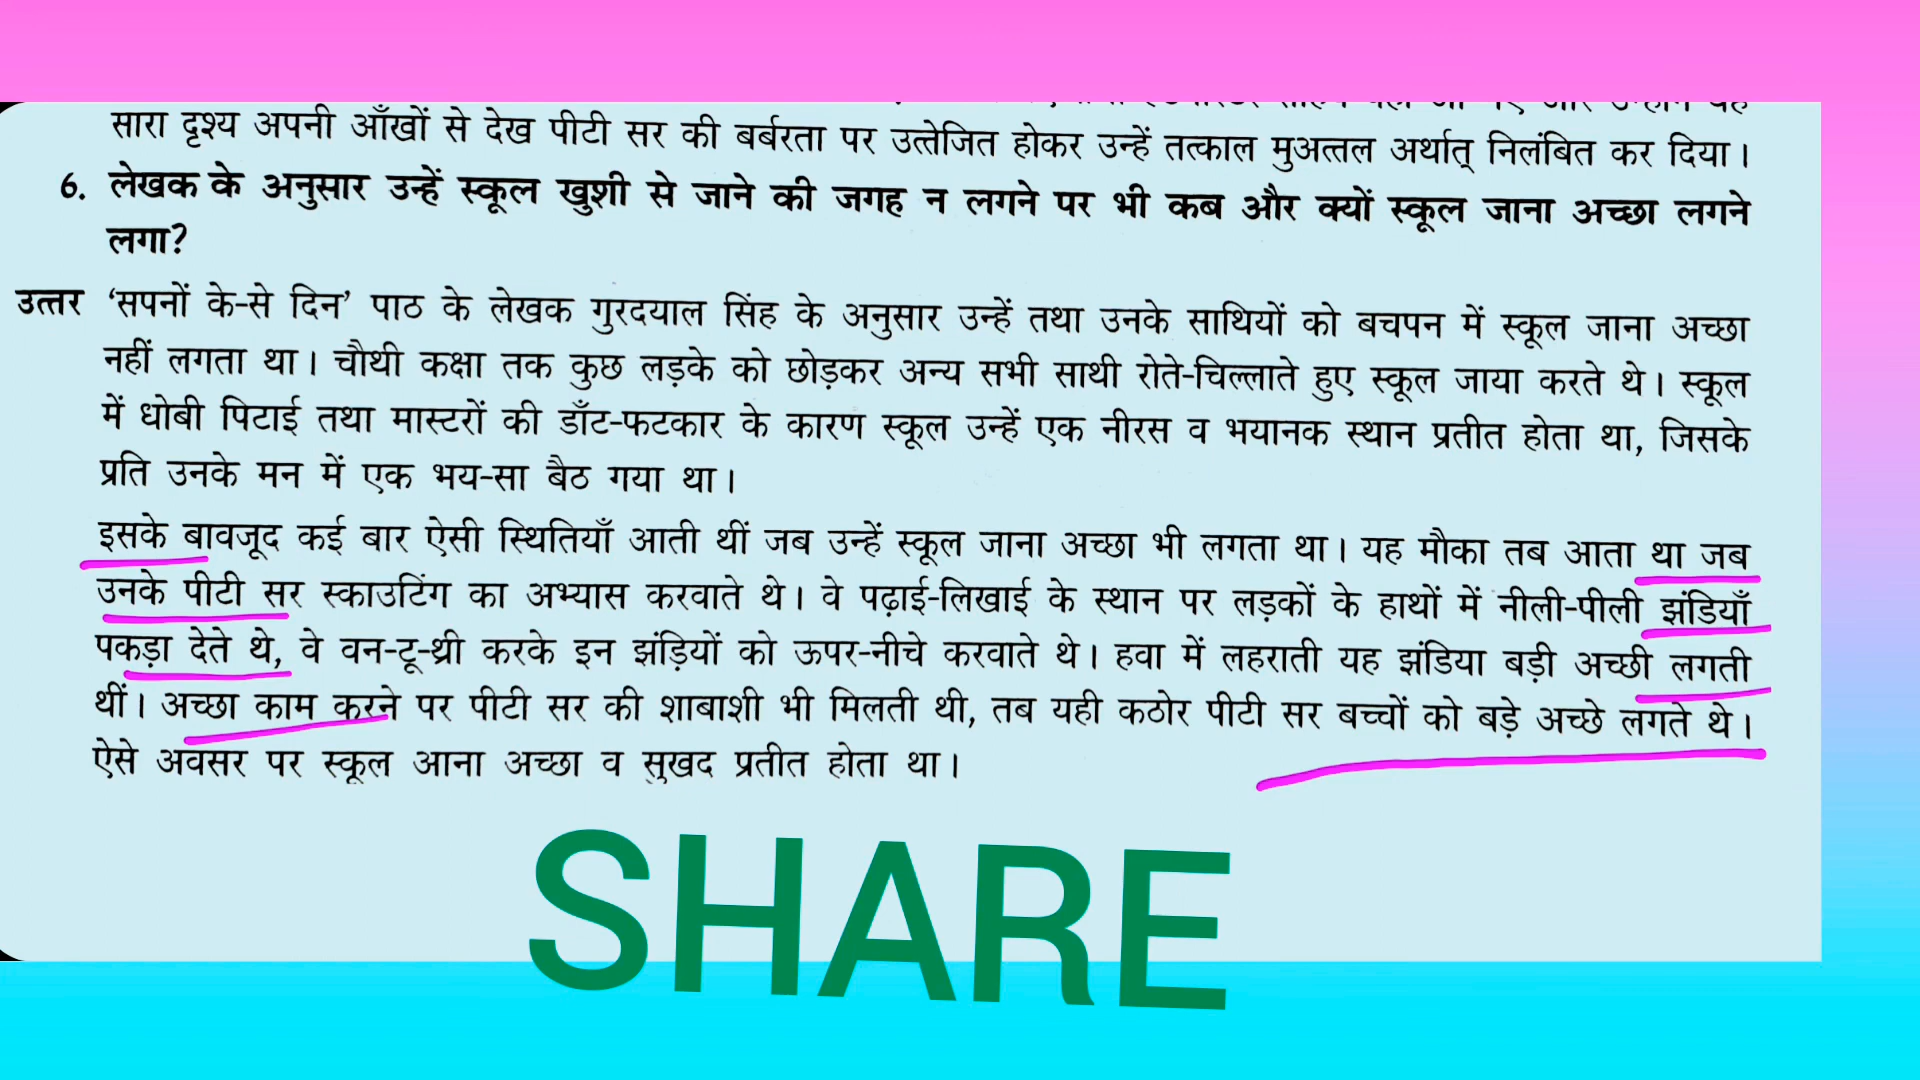 सारा दृश्य अपनी आँखों से देख पीटी सर की बर्बरता पर उत्तेजित होकर उन्हें तत्काल मुअत्तल अर्थात् निलंबित कर दिया।
6. लेखक के अनुसार उन्हें स्कूल खुशी से जाने की जगह न लगने पर भी कब और क्यों स्कूल जाना अच्छा लगने
लगा?
उत्तर ‘सपनों के-से दिन’ पाठ के लेखक गुरदयाल सिंह के अनुसार उन्हें तथा उनके साथियों को बचपन में स्कूल जाना अच्छा
नहीं लगता था। चौथी कक्षा तक कुछ लड़के को छोड़कर अन्य सभी साथी रोते-चिल्लाते हुए स्कूल जाया करते थे। स्कूल
में धोबी पिटाई तथा मास्टरों की डाँट-फटकार के कारण स्कूल उन्हें एक नीरस व भयानक स्थान प्रतीत होता था, जिसके
प्रति उनके मन में एक भय-सा बैठ गया था।
इसके बावजूद कई बार ऐसी स्थितियाँ आती थीं जब उन्हें स्कूल जाना अच्छा भी लगता था। यह मौका तब आता था जब
उनके पीटी सर स्काउटिंग का अभ्यास करवाते थे। वे पढ़ाई-लिखाई के स्थान पर लड़कों के हाथों में नीली-पीली झंडियाँ
पकड़ा देते थे, वे वन-टू-थ्री करके इन झंड़ियों को ऊपर-नीचे करवाते थे। हवा में लहराती यह झंडिया बड़ी अच्छी लगती
थीं। अच्छा काम करने पर पीटी सर की शाबाशी भी मिलती थी, तब यही कठोर पीटी सर बच्चों को बड़े अच्छे लगते थे।
ऐसे अवसर पर स्कूल आना अच्छा व सुखद प्रतीत होता था।
SHARE